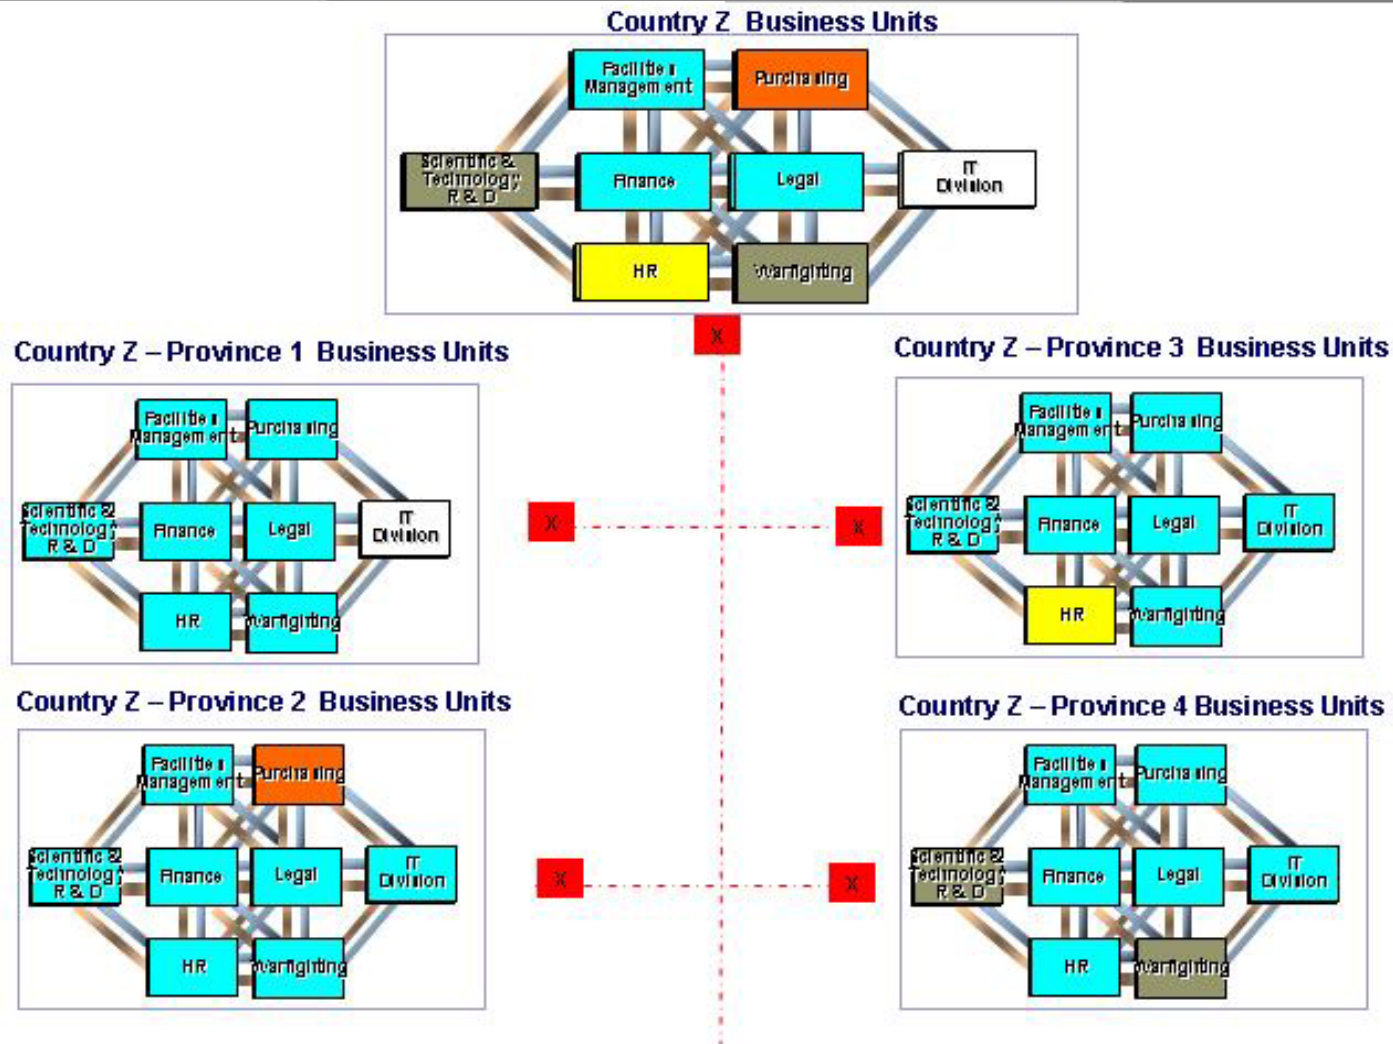 Country Z Business Units
Facilities
Management
Purchasing
Scientific &
Technology
R & D
Finance
Legal
IT
Division
HR
Warfighting
X
Country Z – Province 1 Business Units
Facilities
Management
Purchasing
Scientific &
Technology
R & D
Finance
Legal
IT
Division
HR
Warfighting
Country Z – Province 3 Business Units
Facilities
Management
Purchasing
Scientific &
Technology
R & D
Finance
Legal
IT
Division
HR
Warfighting
X
X
Country Z – Province 2 Business Units
Facilities
Management
Purchasing
Scientific &
Technology
R & D
Finance
Legal
IT
Division
HR
Warfighting
Country Z – Province 4 Business Units
Facilities
Management
Purchasing
Scientific &
Technology
R & D
Finance
Legal
IT
Division
HR
Warfighting
X
X